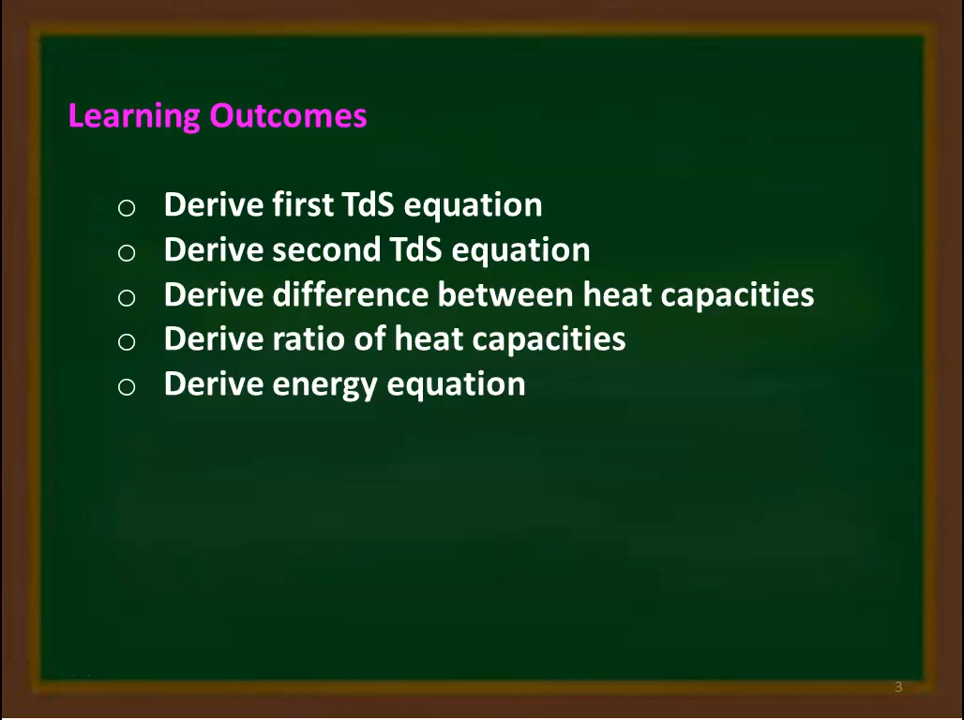 Learning Outcomes
○ Derive first TdS equation
○ Derive second TdS equation
○ Derive difference between heat capacities
○ Derive ratio of heat capacities
○ Derive energy equation
3